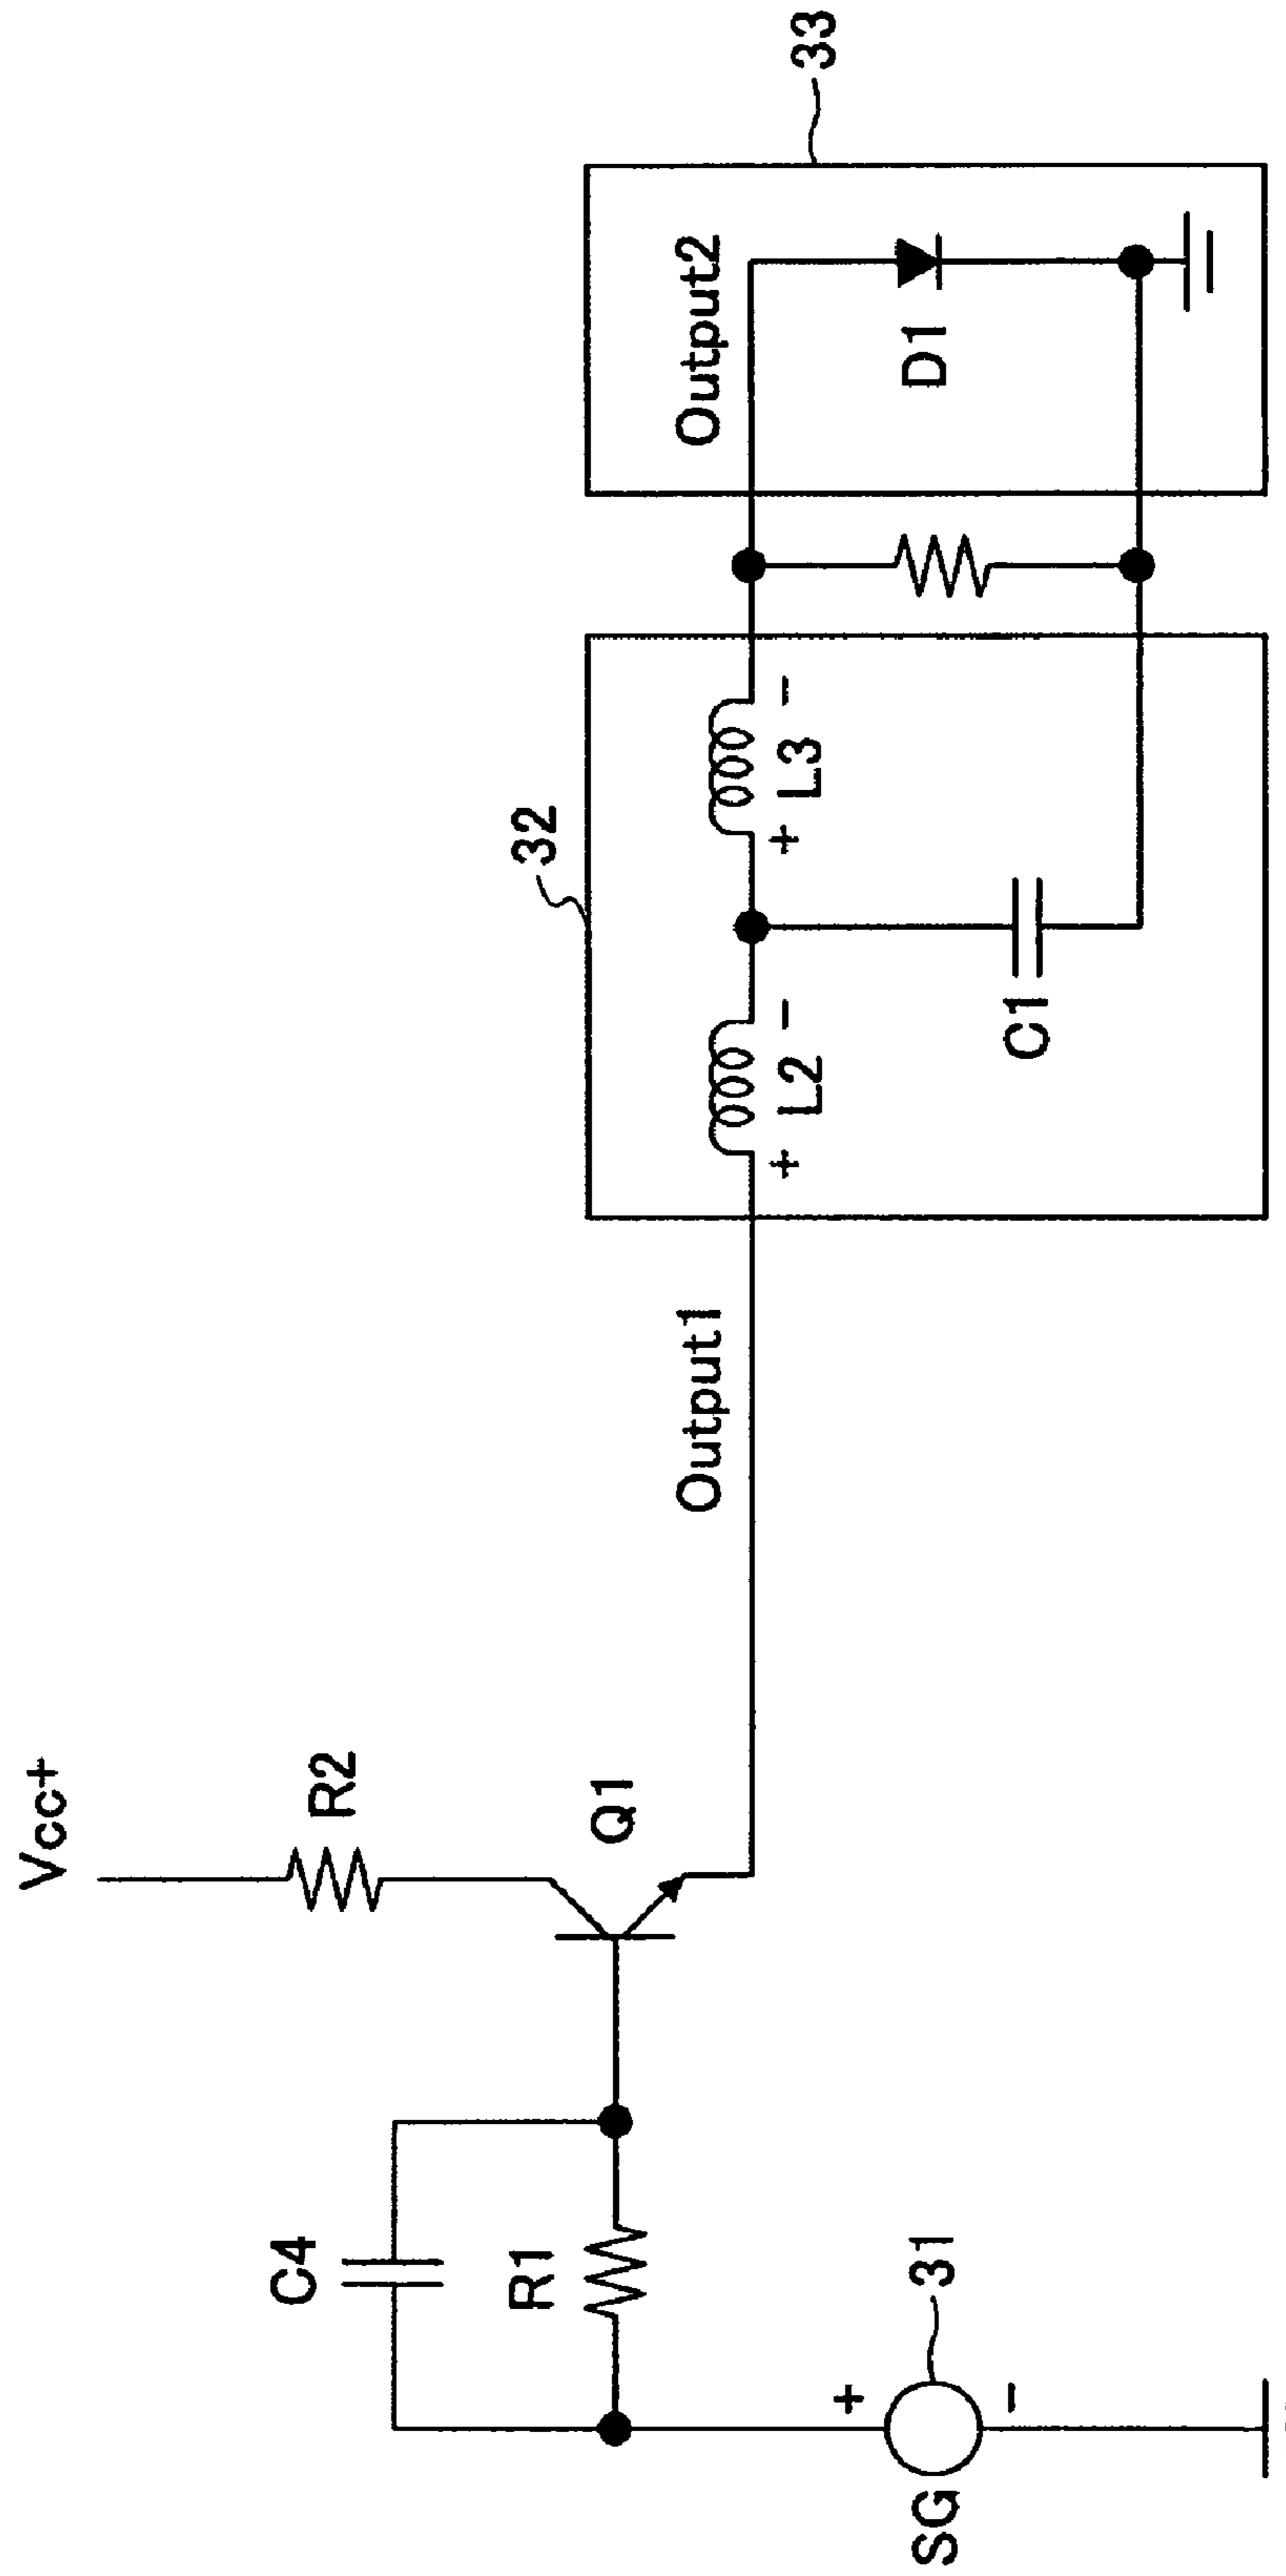 Vcc+
R2
C4
R1
Q1
SG
+
-
31
Output1
32
+ L2 -
+ L3 -
C1
Output2
D1
33